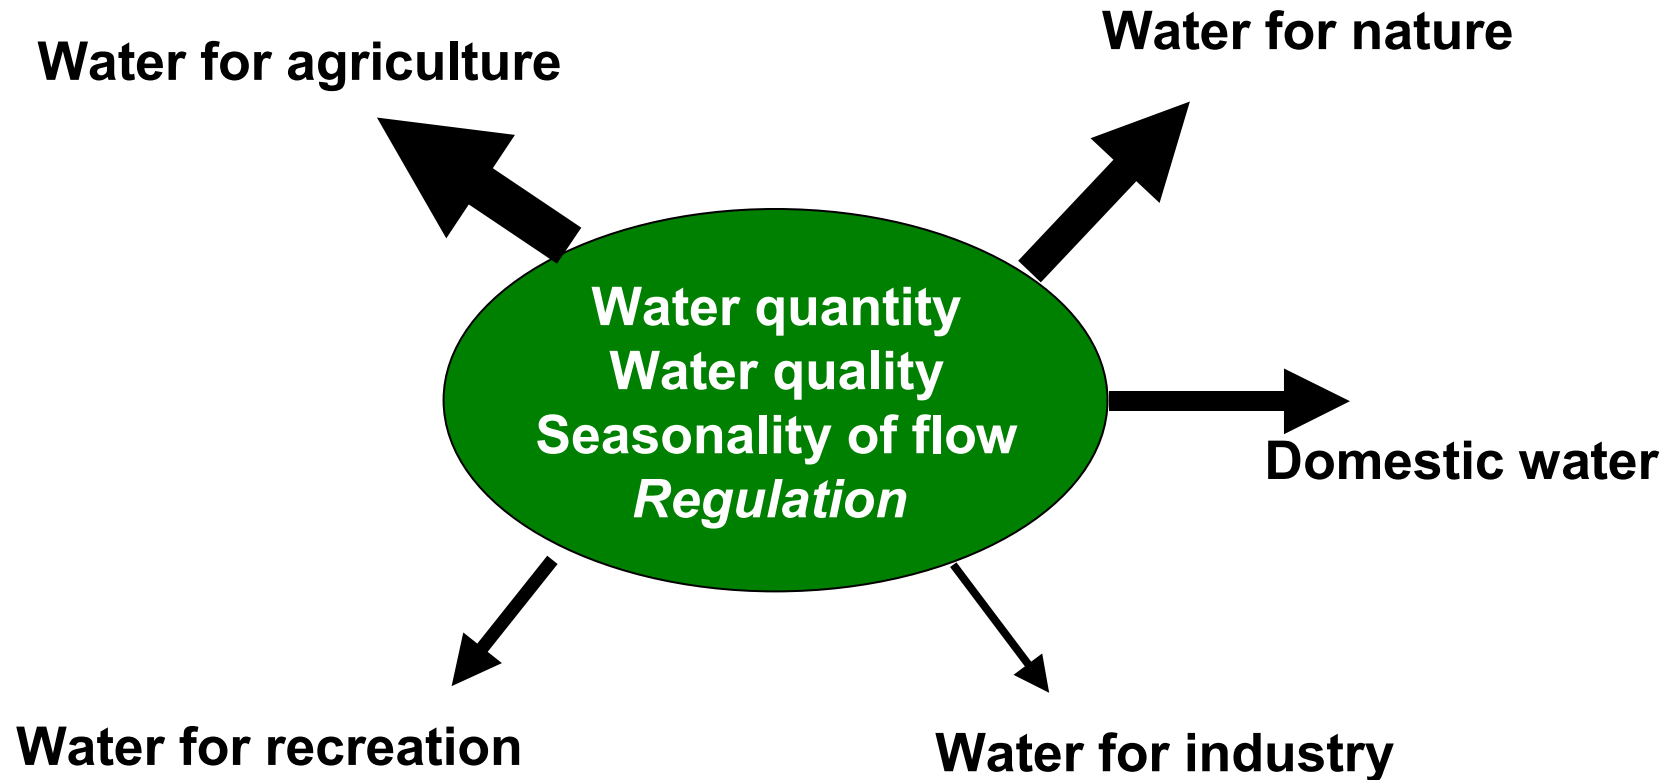 Water for nature
Water for agriculture
Water quantity
Water quality
Seasonality of flow
Regulation
Domestic water
Water for recreation
Water for industry